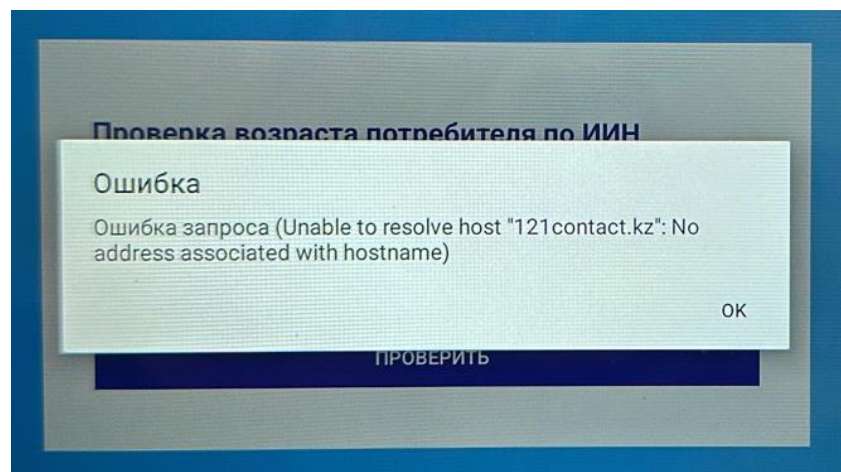 Проверка возраста потребителя по ИИН
Ошибка
Ошибка запроса (Unable to resolve host "121contact.kz": No
address associated with hostname)
OK
ПРОВЕРИТЬ